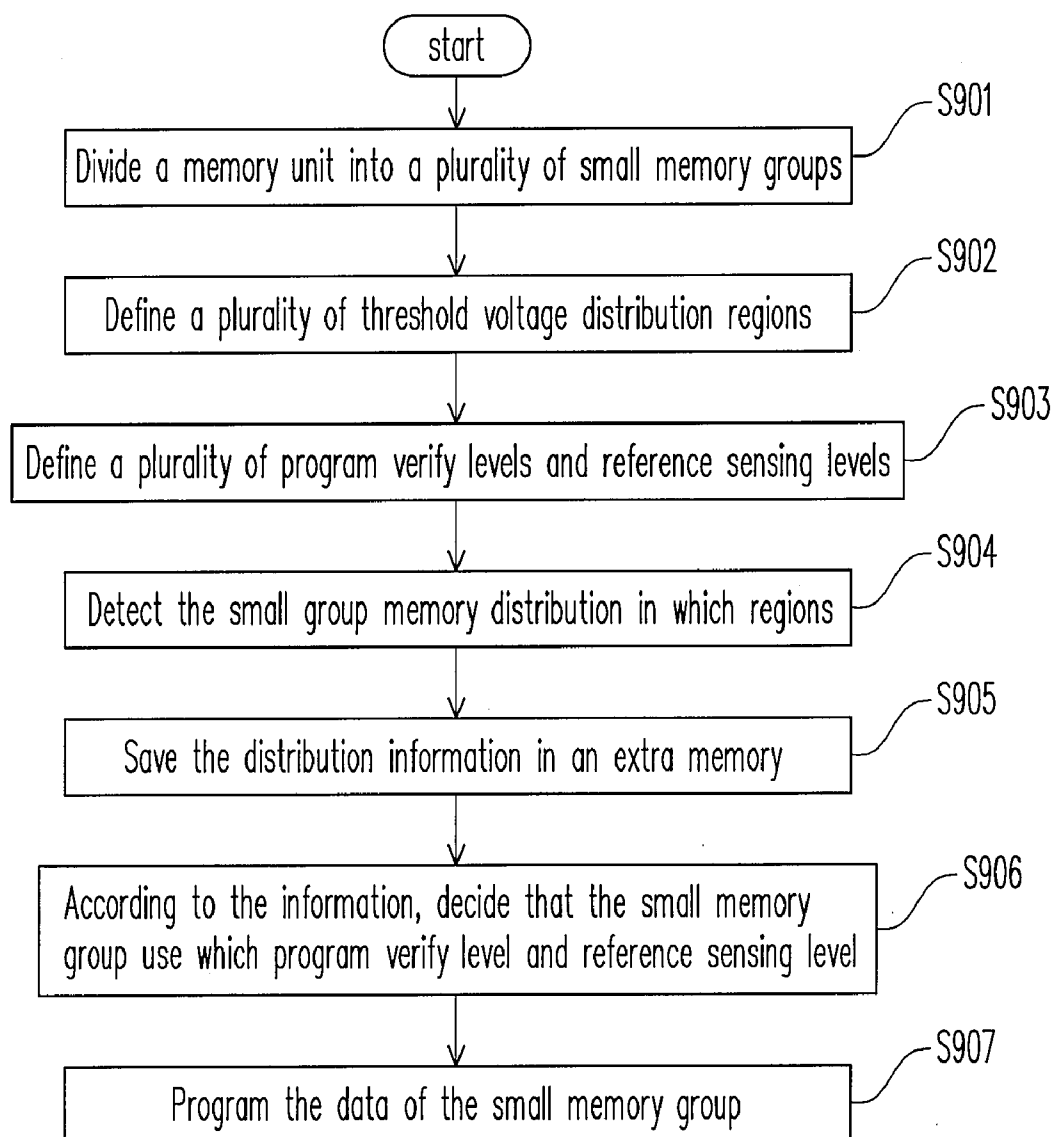 start
S901
Divide a memory unit into a plurality of small memory groups
S902
Define a plurality of threshold voltage distribution regions
S903
Define a plurality of program verify levels and reference sensing levels
S904
Detect the small group memory distribution in which regions
S905
Save the distribution information in an extra memory
S906
According to the information, decide that the small memory
group use which program verify level and reference sensing level
S907
Program the data of the small memory group